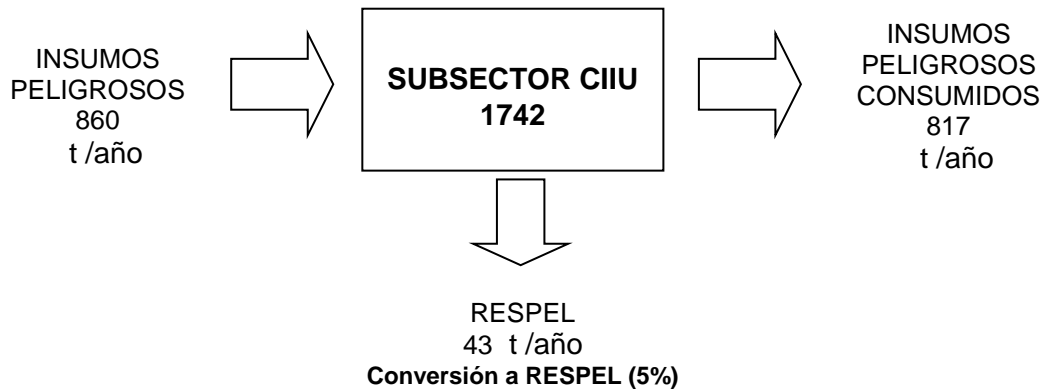 INSUMOS
PELIGROSOS
860
t /año
SUBSECTOR CIIU
1742
INSUMOS
PELIGROSOS
CONSUMIDOS
817
t /año
RESPEL
43 t /año
Conversión a RESPEL (5%)